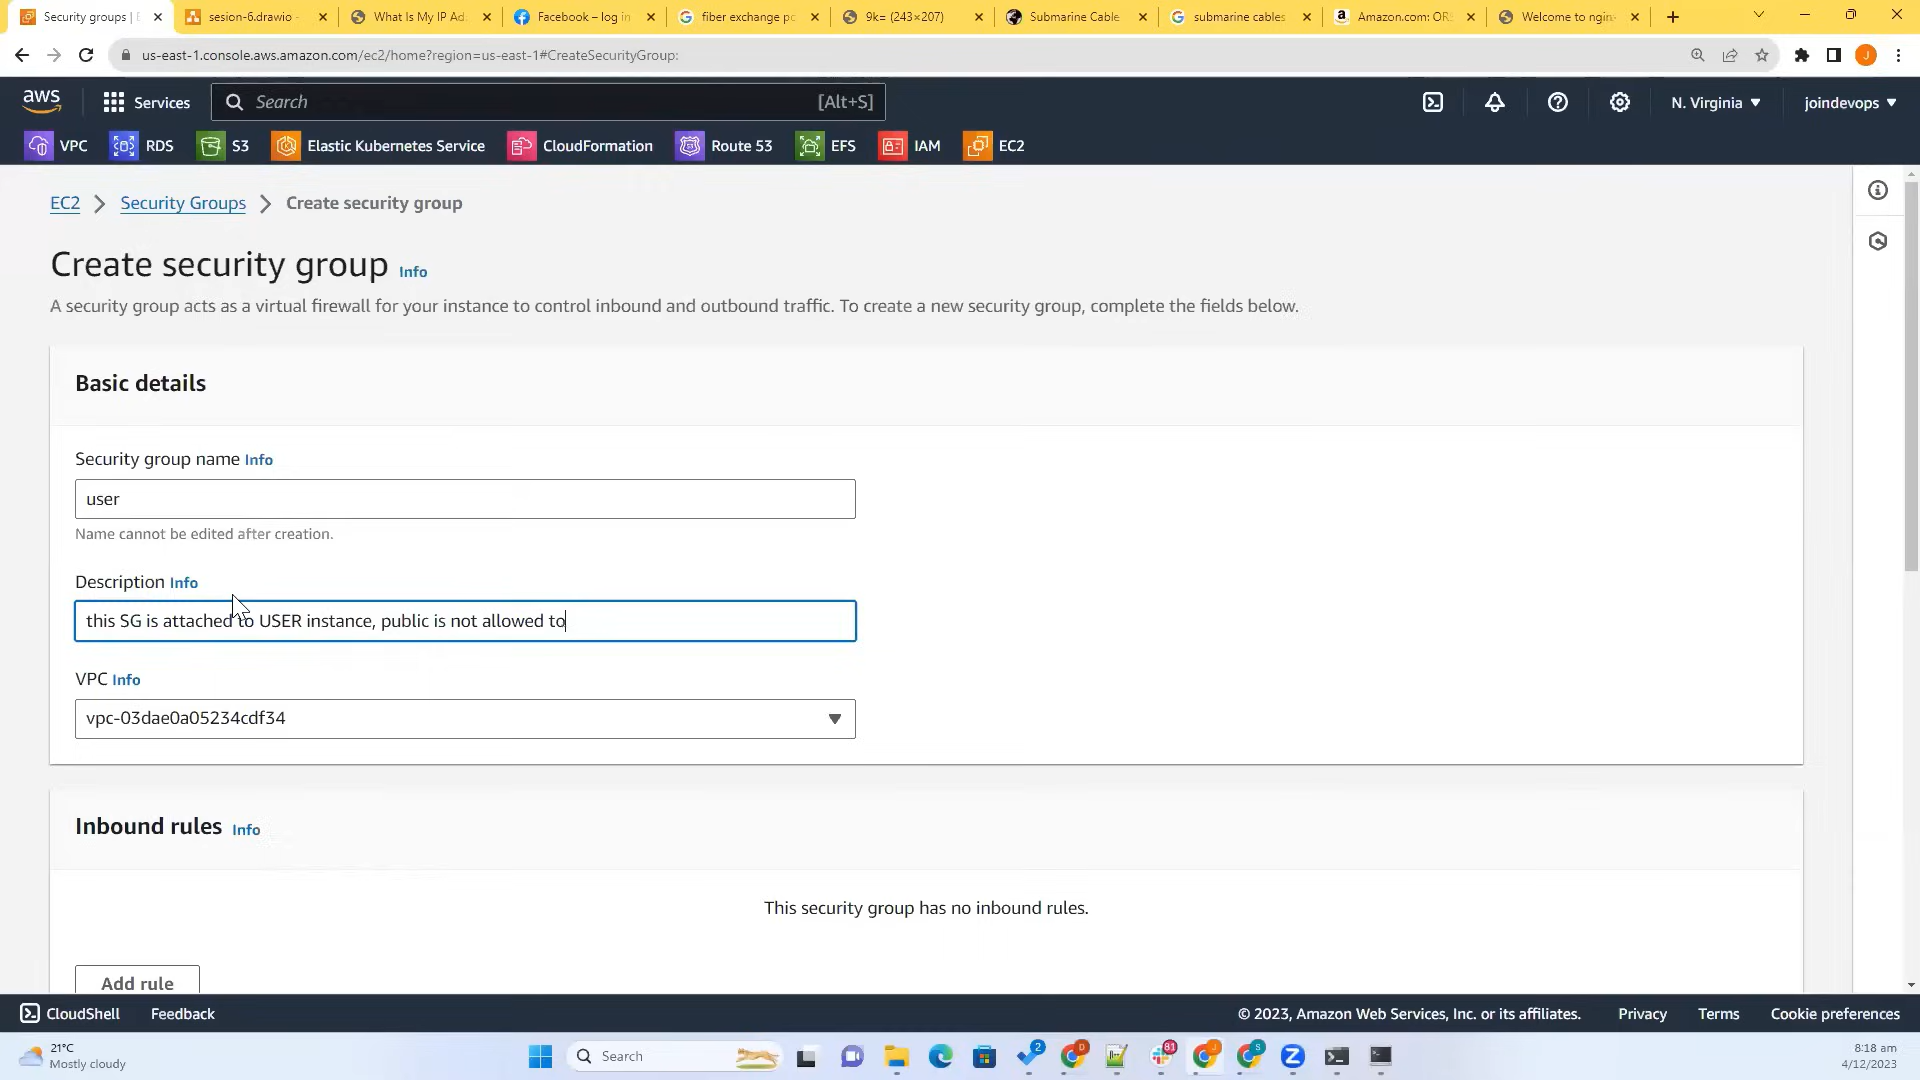 Security groups | E
sesion-6.drawio -
What Is My IP Ad
Facebook – log in
fiber exchange po
9k= (243×207)
Submarine Cable
submarine cables
Amazon.com: OR
Welcome to ngin
us-east-1.console.aws.amazon.com/ec2/home?region=us-east-1#CreateSecurityGroup:
J
aws
Services
Search
[Alt+S]
N. Virginia
joindevops
VPC
RDS
S3
Elastic Kubernetes Service
CloudFormation
Route 53
EFS
IAM
EC2
EC2
Security Groups
Create security group
Create security group Info
A security group acts as a virtual firewall for your instance to control inbound and outbound traffic. To create a new security group, complete the fields below.
Basic details
Security group name Info
user
Name cannot be edited after creation.
Description Info
this SG is attached to USER instance, public is not allowed to
VPC Info
vpc-03dae0a05234cdf34
Inbound rules Info
This security group has no inbound rules.
Add rule
CloudShell
Feedback
© 2023, Amazon Web Services, Inc. or its affiliates.
Privacy
Terms
Cookie preferences
21°C
Mostly cloudy
Search
2
D
81
J
S
8:18 am
4/12/2023